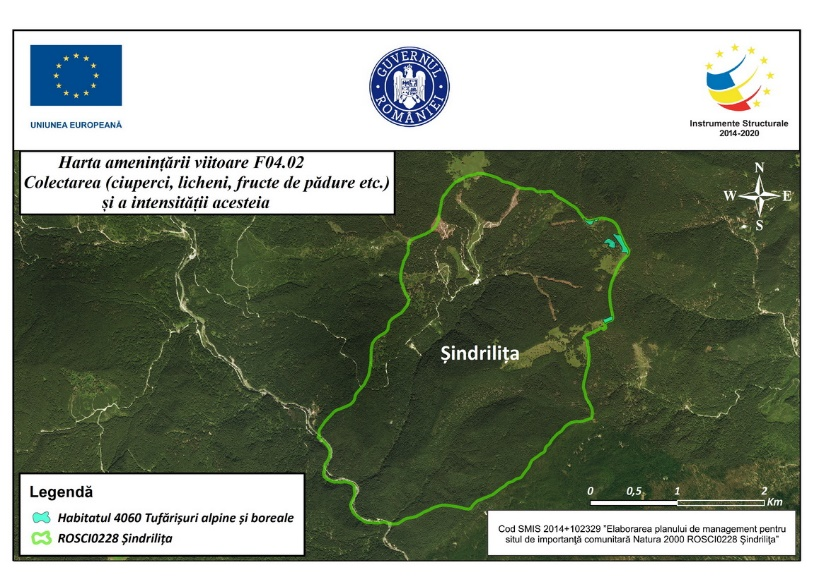 UNIUNEA EUROPEANĂ
GUVERNUL ROMÂNIEI
Instrumente Structurale
2014-2020
Harta amenințării viitoare F04.02
Colectarea (ciuperci, licheni, fructe de pădure etc.)
și a intensității acesteia
N
W E
S
Șindrilița
Legendă
Habitatul 4060 Tufărișuri alpine și boreale
ROSCI0228 Șindrilița
0 0,5 1 2
Km
Cod SMIS 2014+102329 "Elaborarea planului de management pentru
situl de importanță comunitară Natura 2000 ROSCI0228 Șindrilița"